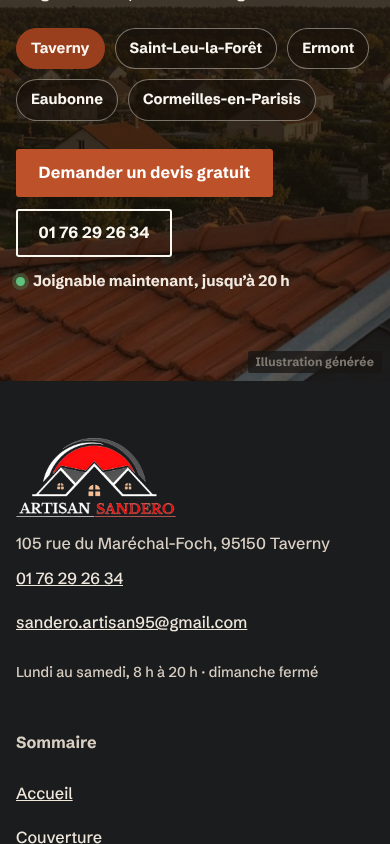 Taverny
Saint-Leu-la-Forêt
Ermont
Eaubonne
Cormeilles-en-Parisis
Demander un devis gratuit
01 76 29 26 34
Joignable maintenant, jusqu’à 20 h
Illustration générée
ARTISAN SANDERO
105 rue du Maréchal-Foch, 95150 Taverny
01 76 29 26 34
sandero.artisan95@gmail.com
Lundi au samedi, 8 h à 20 h · dimanche fermé
Sommaire
Accueil
Couverture